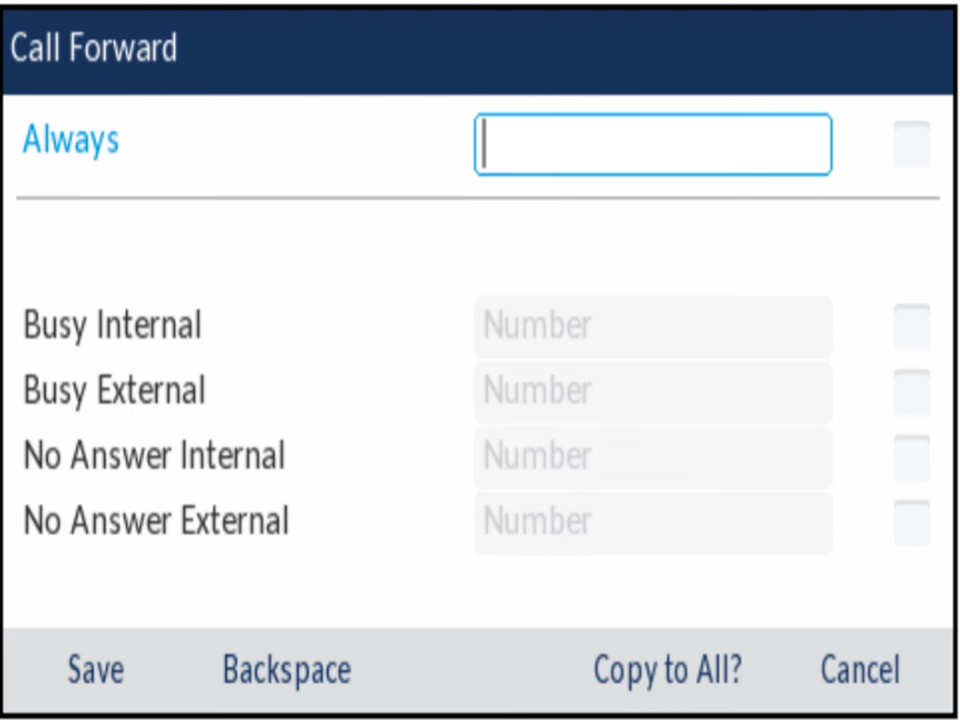 Call Forward
Always
Busy Internal Number
Busy External Number
No Answer Internal Number
No Answer External Number
Save Backspace Copy to All? Cancel